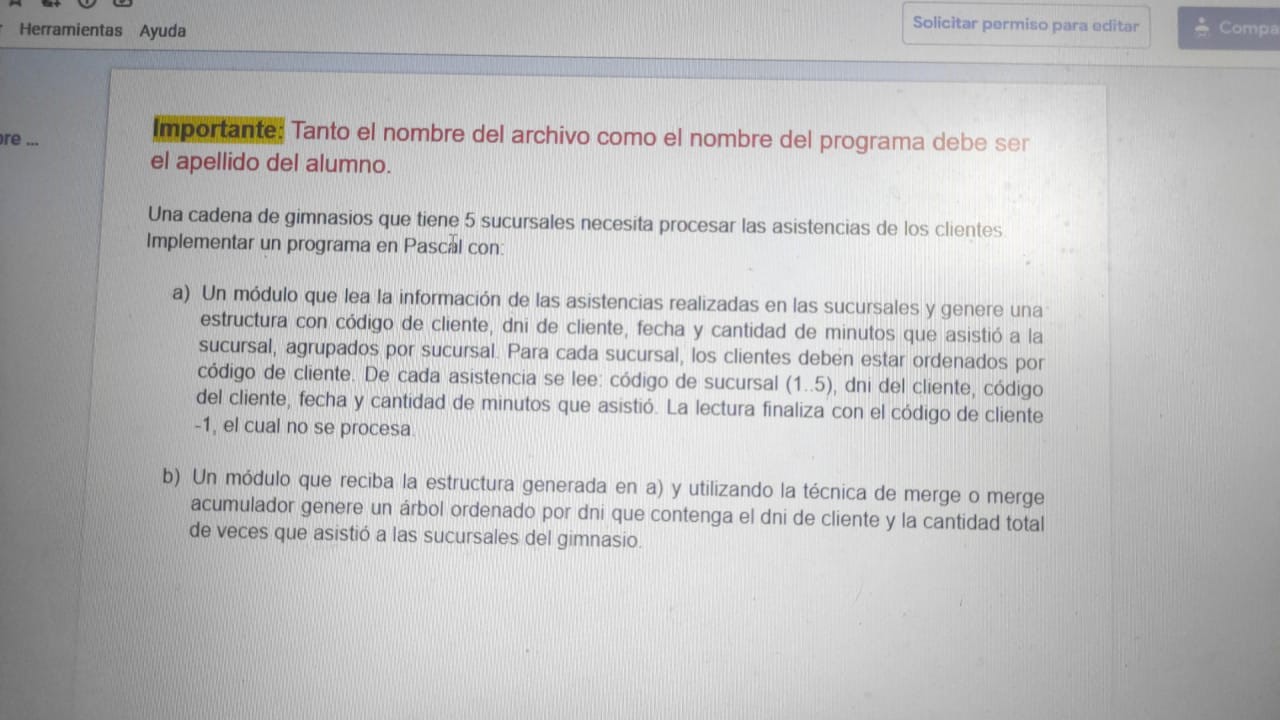 Herramientas Ayuda
Solicitar permiso para editar
Compa
bre ...
Importante: Tanto el nombre del archivo como el nombre del programa debe ser
el apellido del alumno.
Una cadena de gimnasios que tiene 5 sucursales necesita procesar las asistencias de los clientes.
Implementar un programa en Pascal con:
a) Un módulo que lea la información de las asistencias realizadas en las sucursales y genere una
estructura con código de cliente, dni de cliente, fecha y cantidad de minutos que asistió a la
sucursal, agrupados por sucursal. Para cada sucursal, los clientes deben estar ordenados por
código de cliente. De cada asistencia se lee: código de sucursal (1..5), dni del cliente, código
del cliente, fecha y cantidad de minutos que asistió. La lectura finaliza con el código de cliente
-1, el cual no se procesa.
b) Un módulo que reciba la estructura generada en a) y utilizando la técnica de merge o merge
acumulador genere un árbol ordenado por dni que contenga el dni de cliente y la cantidad total
de veces que asistió a las sucursales del gimnasio.